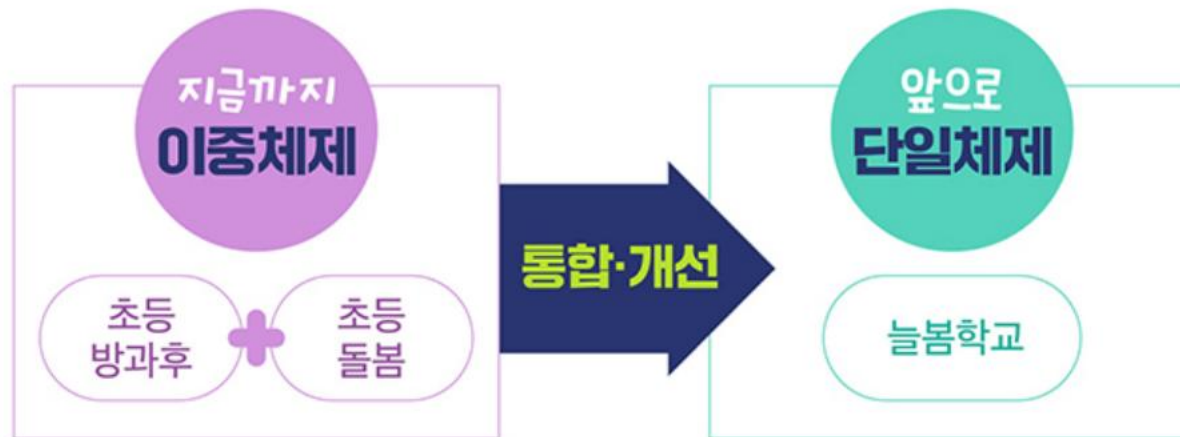 지금까지
이중체제
초등
방과후
초등
돌봄
통합·개선
앞으로
단일체제
늘봄학교